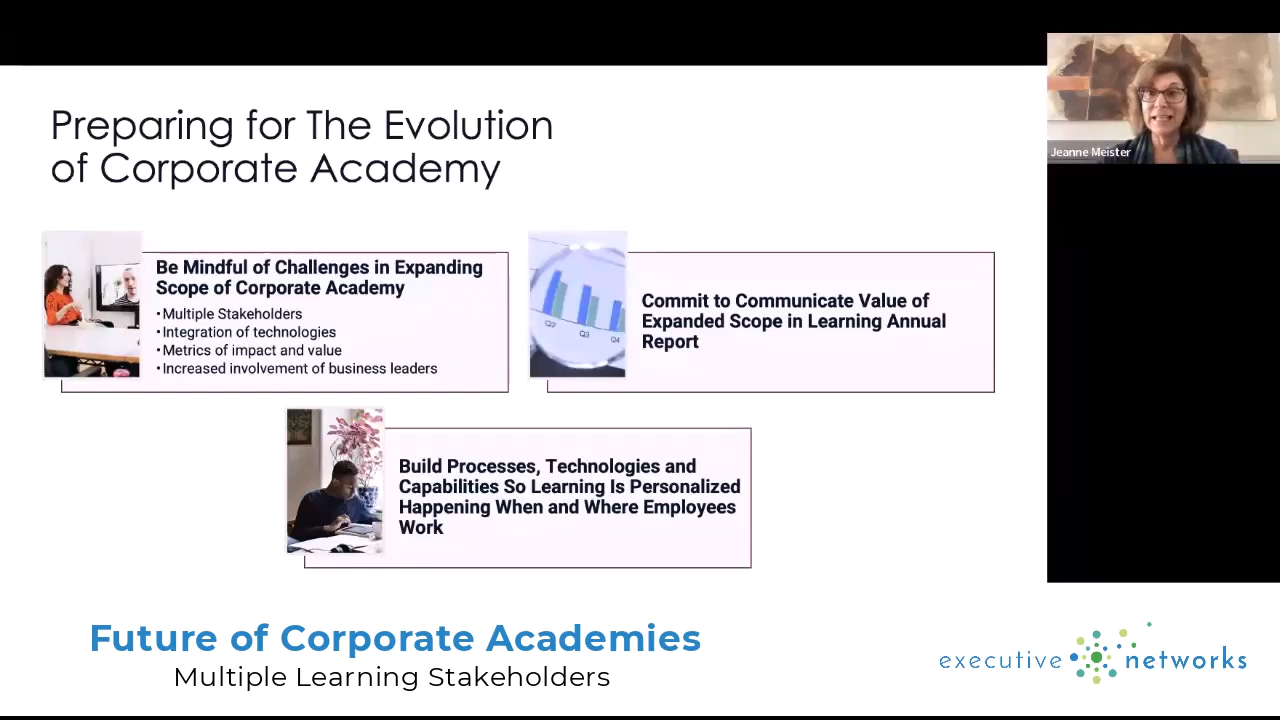 Preparing for The Evolution
of Corporate Academy
Jeanne Meister
Be Mindful of Challenges in Expanding
Scope of Corporate Academy
•Multiple Stakeholders
•Integration of technologies
•Metrics of impact and value
•Increased involvement of business leaders
Q2
Q3
Q4
Commit to Communicate Value of
Expanded Scope in Learning Annual
Report
Build Processes, Technologies and
Capabilities So Learning Is Personalized
Happening When and Where Employees
Work
Future of Corporate Academies
Multiple Learning Stakeholders
executive networks